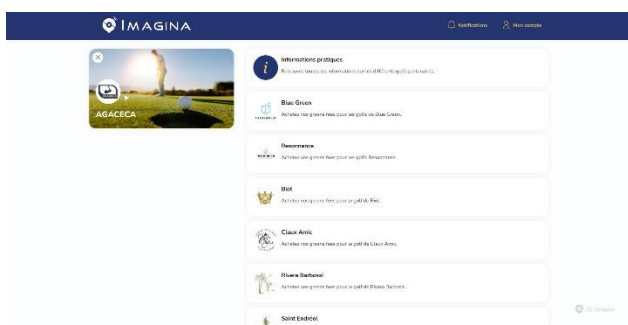 IMAGINA
Notifications
Mon compte
AGACECA
Informations pratiques
Retrouvez toutes les informations sur les différents golfs partenaires.
Blue Green
Achetez vos greens fees pour les golfs de Blue Green.
Resonnance
Achetez vos greens fees pour les golfs Resonnance.
Biot
Achetez vos greens fees pour le golf de Biot.
Claux Amic
Achetez vos greens fees pour le golf de Claux Amic.
Riviera Barbossi
Achetez vos greens fees pour le golf de Riviera Barbossi.
Saint Endréol